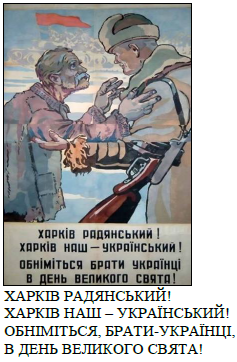 ХАРКІВ РАДЯНСЬКИЙ!
ХАРКІВ НАШ — УКРАЇНСЬКИЙ!
ОБНІМІТЬСЯ БРАТИ УКРАЇНЦІ
В ДЕНЬ ВЕЛИКОГО СВЯТА!
ХАРКІВ РАДЯНСЬКИЙ!
ХАРКІВ НАШ – УКРАЇНСЬКИЙ!
ОБНІМІТЬСЯ, БРАТИ-УКРАЇНЦІ,
В ДЕНЬ ВЕЛИКОГО СВЯТА!